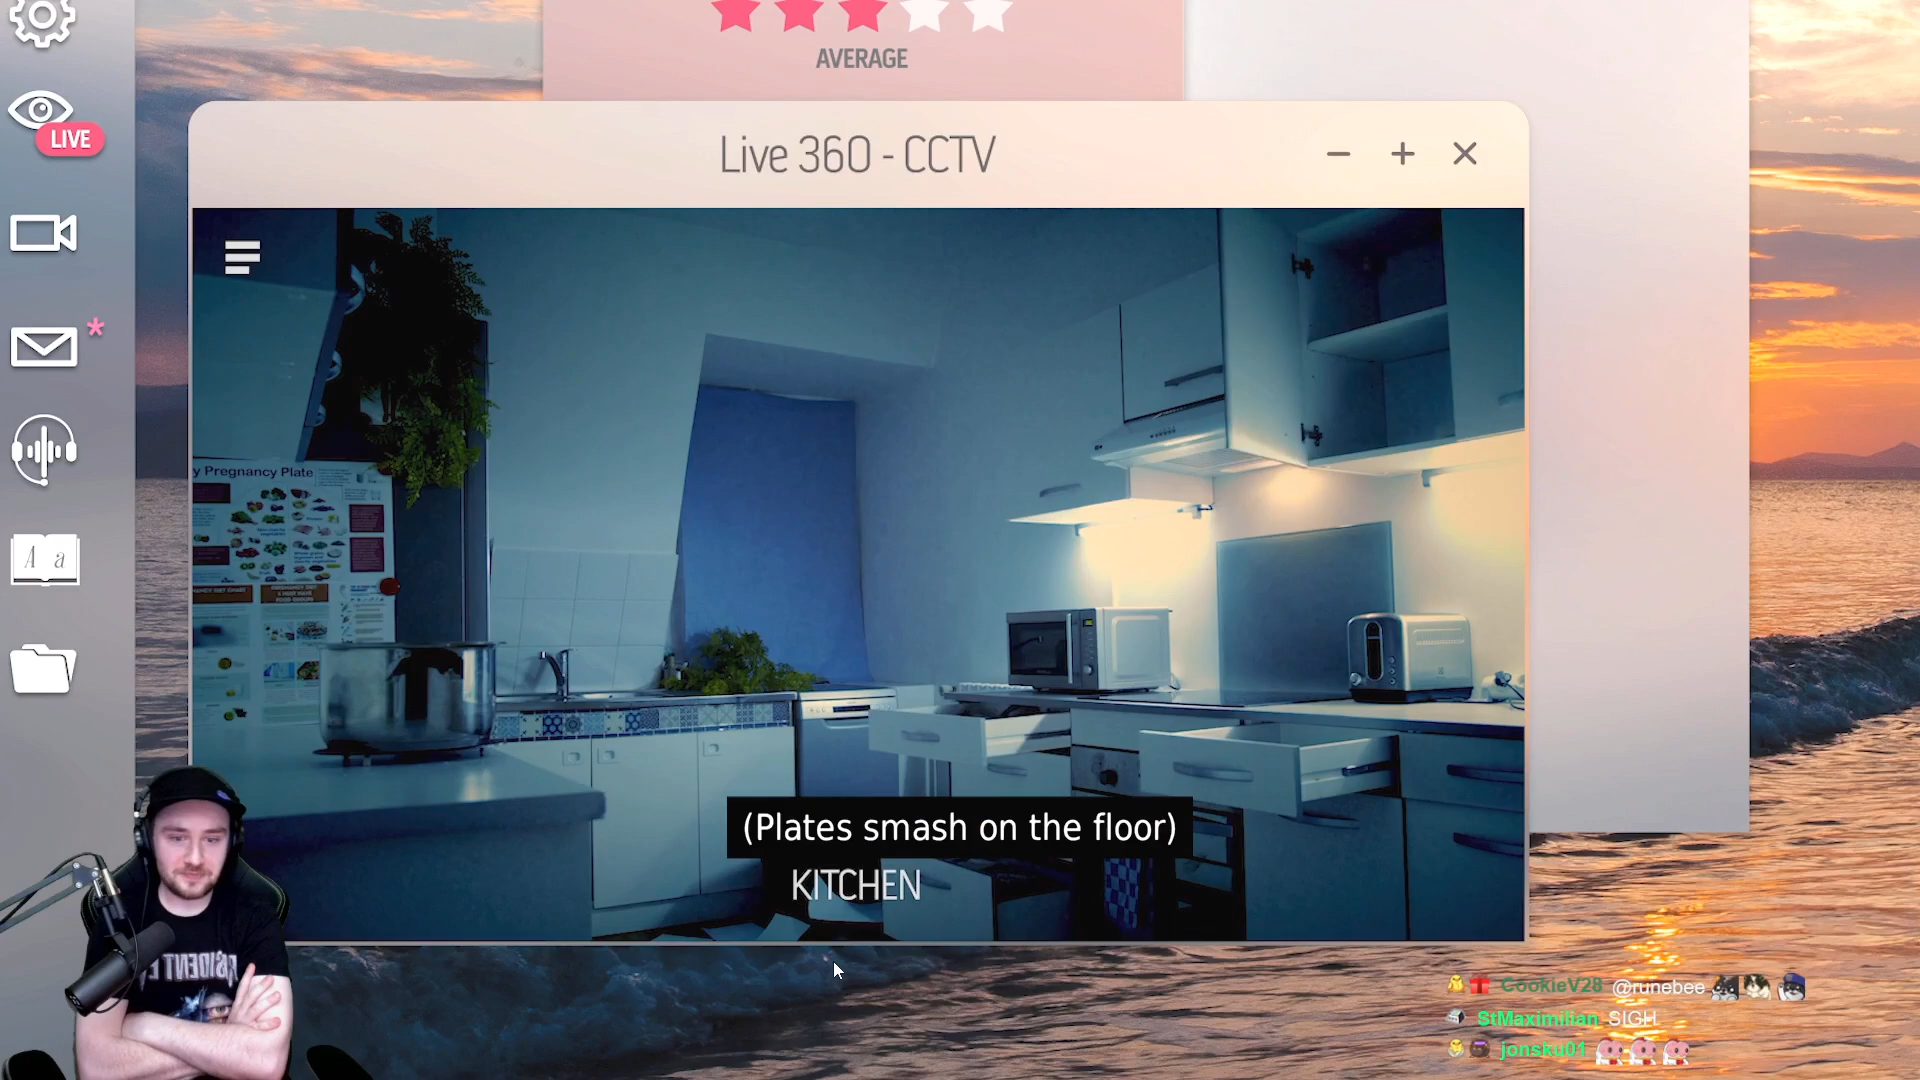 AVERAGE
LIVE
Live 360 - CCTV
y Pregnancy Plate
A a
(Plates smash on the floor)
KITCHEN
CookieV28 @runebee
StMaximilian SIGH
jonsku01